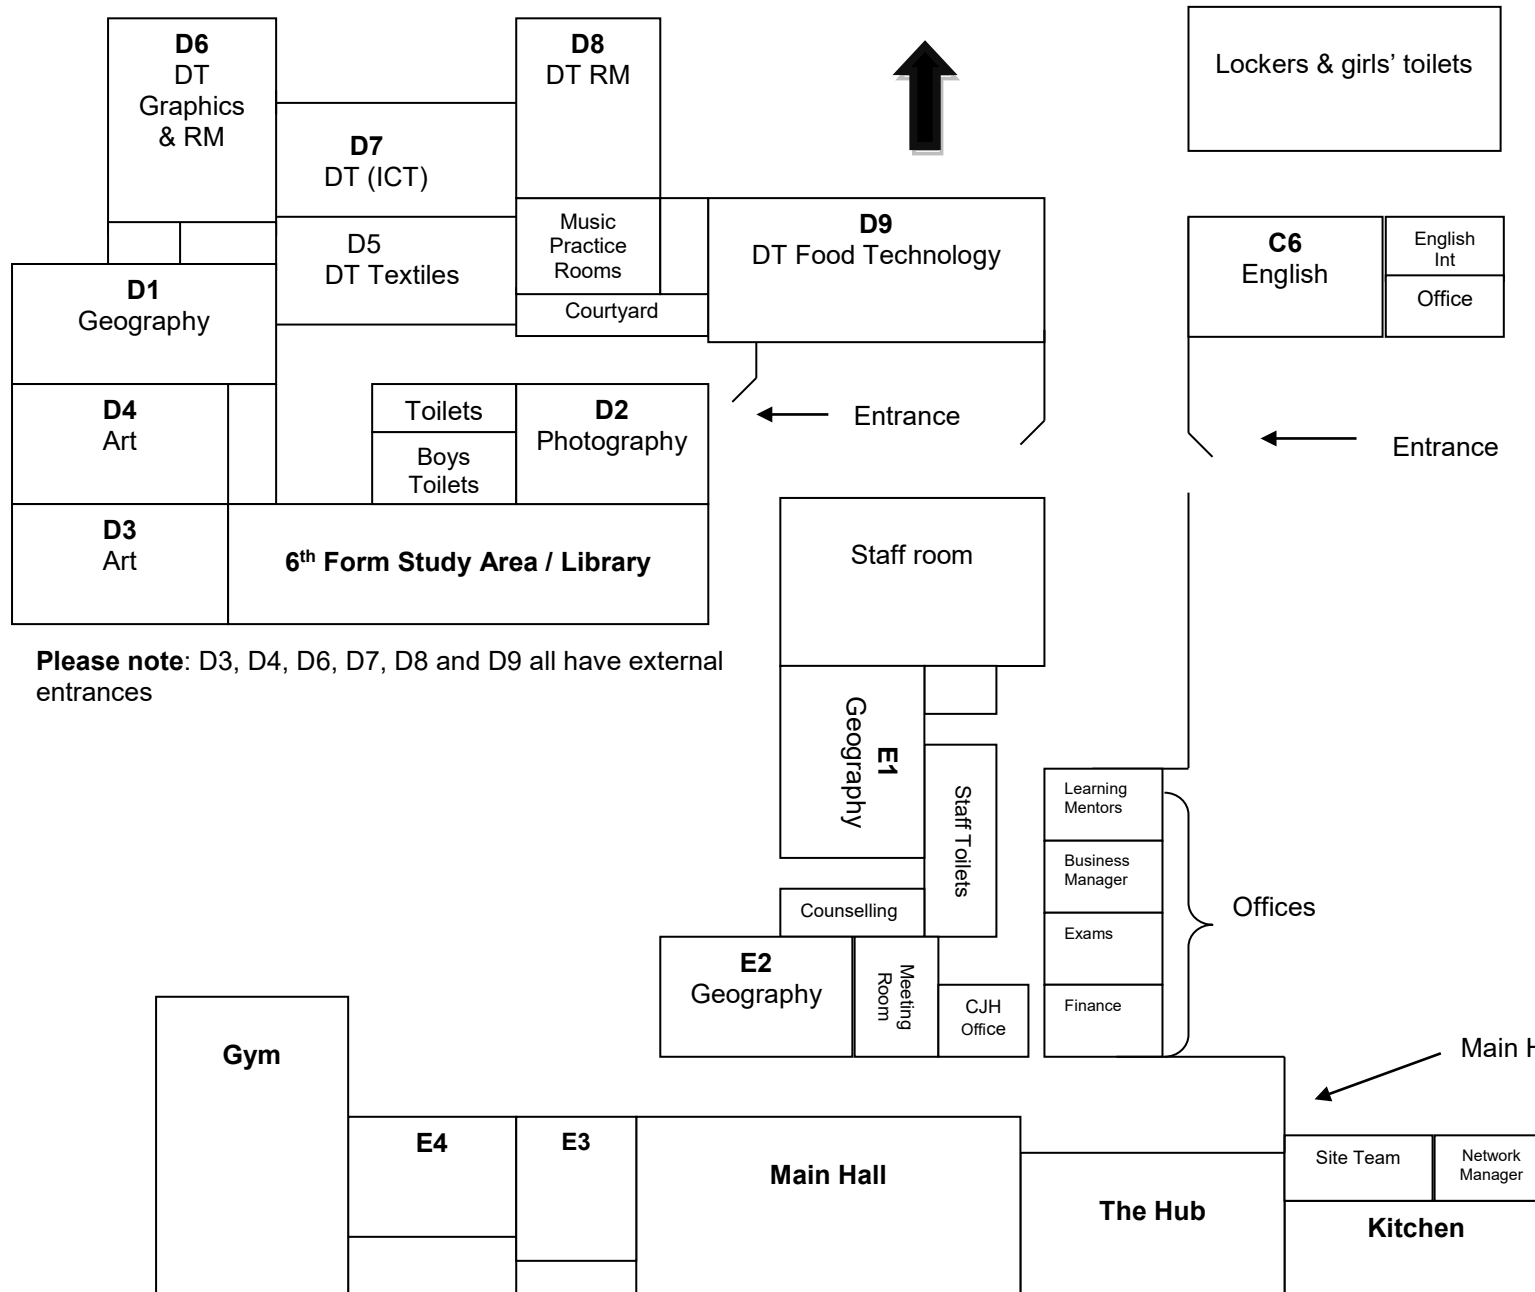 D6
DT
Graphics
& RM
D7
DT (ICT)
D8
DT RM
Lockers & girls’ toilets
D5
DT Textiles
Music
Practice
Rooms
Courtyard
D9
DT Food Technology
C6
English
English
Int
Office
D1
Geography
D4
Art
Toilets
Boys
Toilets
D2
Photography
Entrance
Entrance
D3
Art
6th Form Study Area / Library
Staff room
Please note: D3, D4, D6, D7, D8 and D9 all have external
entrances
E1
Geography
Staff Toilets
Learning
Mentors
Business
Manager
Exams
Finance
Offices
Counselling
E2
Geography
Meeting
Room
CJH
Office
Main H
Gym
E4
E3
Main Hall
The Hub
Site Team
Network
Manager
Kitchen